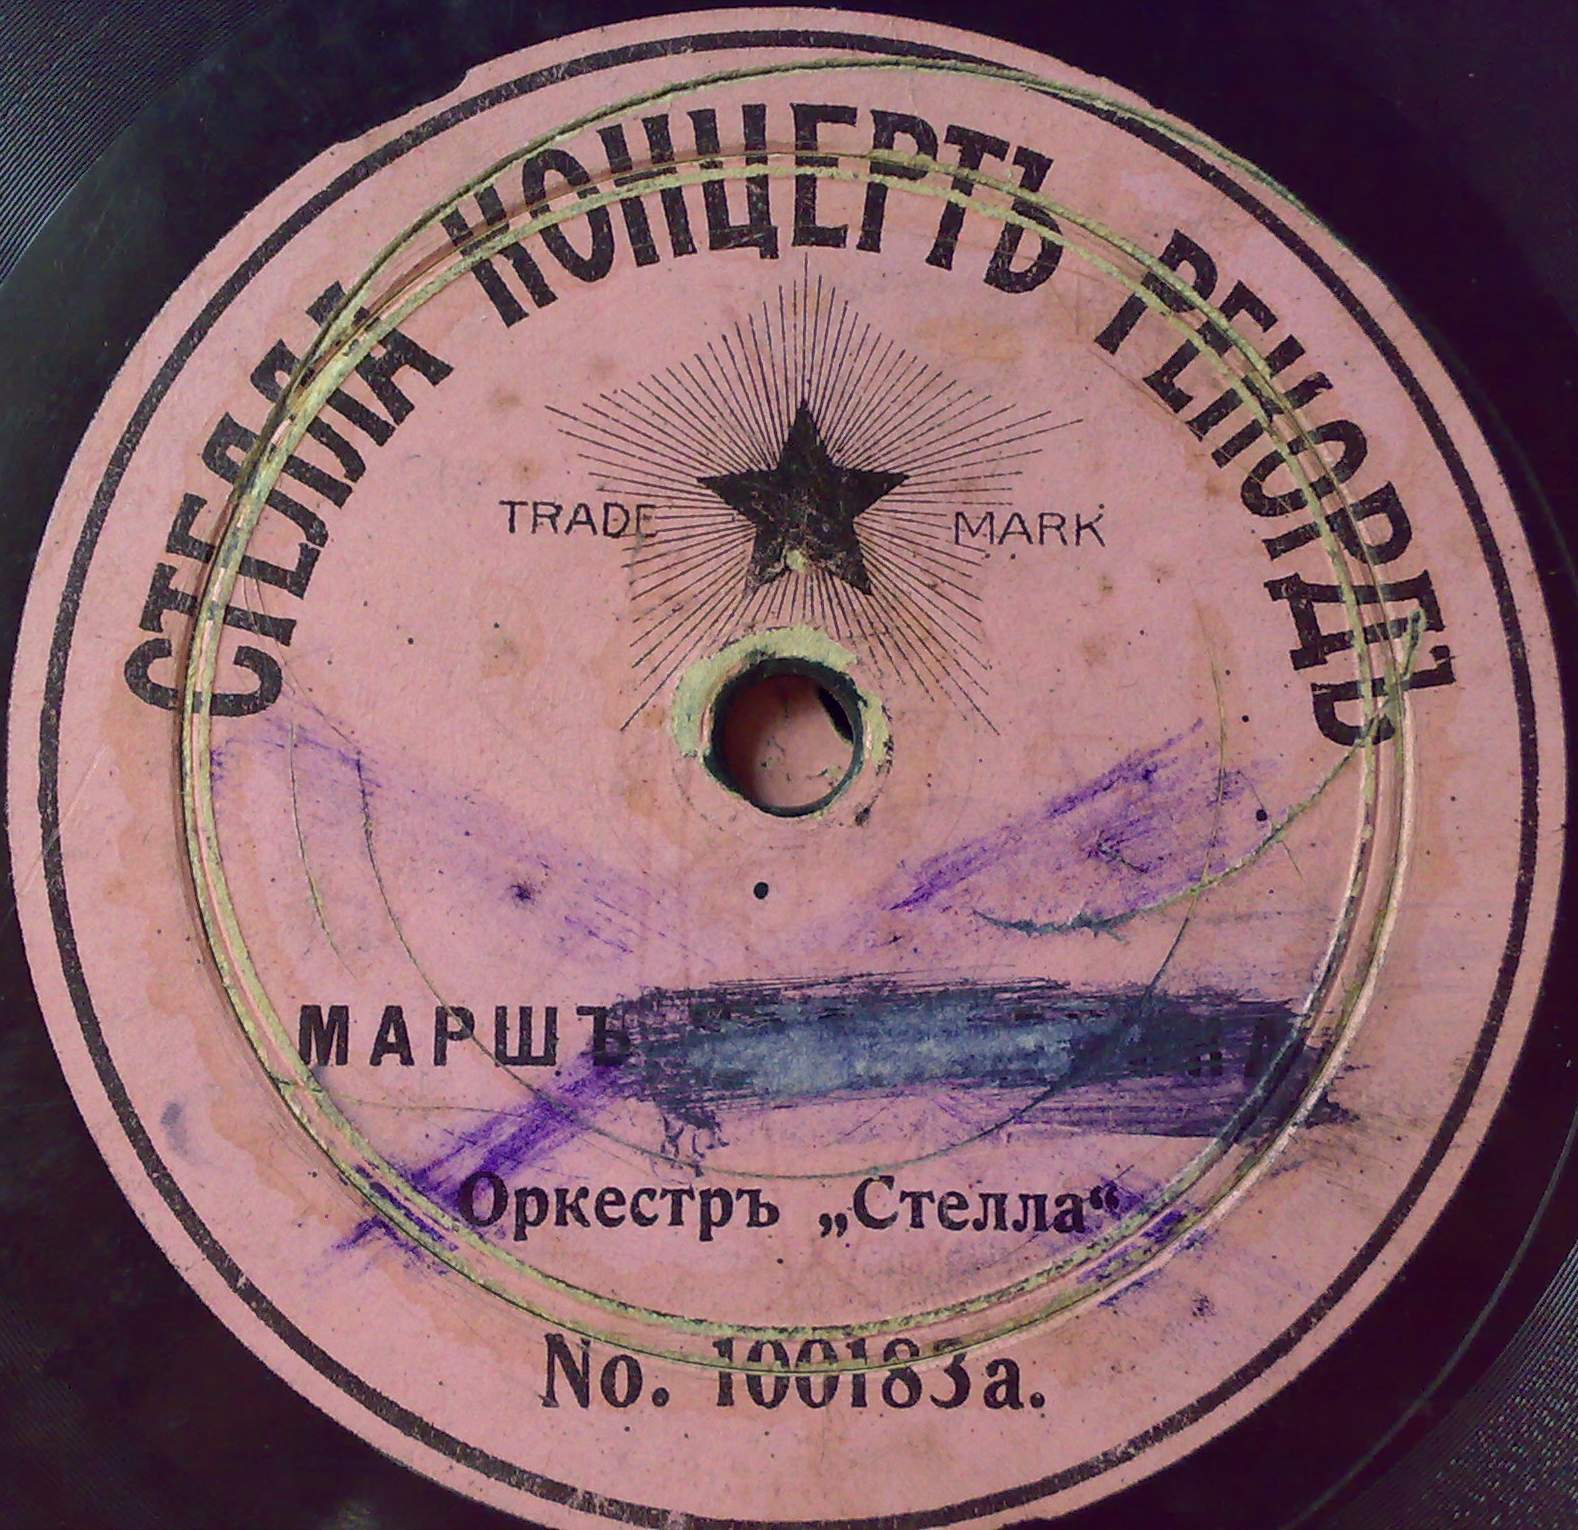 СТЕЛЛА КОНЦЕРТЪ РЕКОРДЪ
TRADE MARK
МАРШЪ
Оркестръ „Стелла“
No. 100183a.